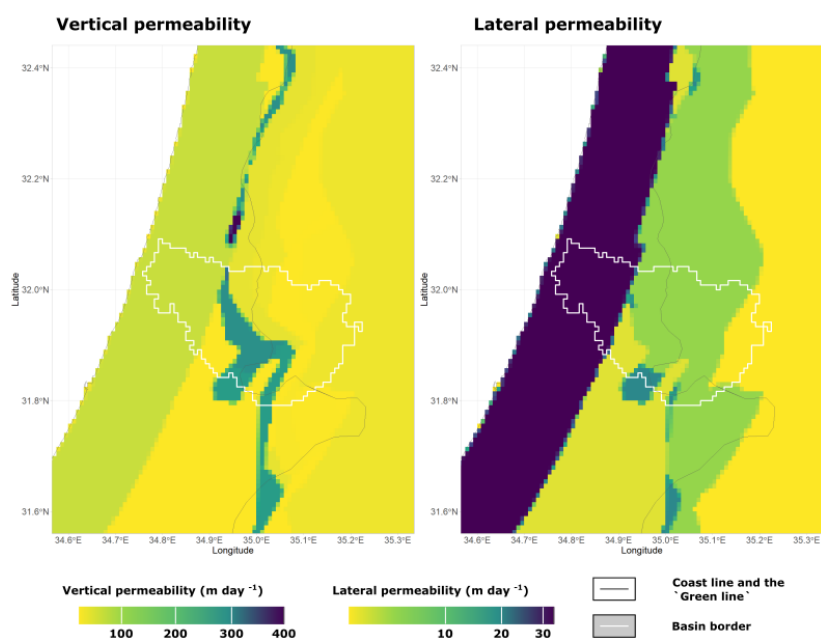 Vertical permeability
Lateral permeability
32.4°N
32.2°N
32.0°N
31.8°N
31.6°N
Latitude
34.6°E 34.7°E 34.8°E 34.9°E 35.0°E 35.1°E 35.2°E 35.3°E
Longitude
32.4°N
32.2°N
32.0°N
31.8°N
31.6°N
Latitude
34.6°E 34.7°E 34.8°E 34.9°E 35.0°E 35.1°E 35.2°E 35.3°E
Longitude
Vertical permeability (m day -1)
100 200 300 400
Lateral permeability (m day -1)
10 20 30
Coast line and the
`Green line`
Basin border